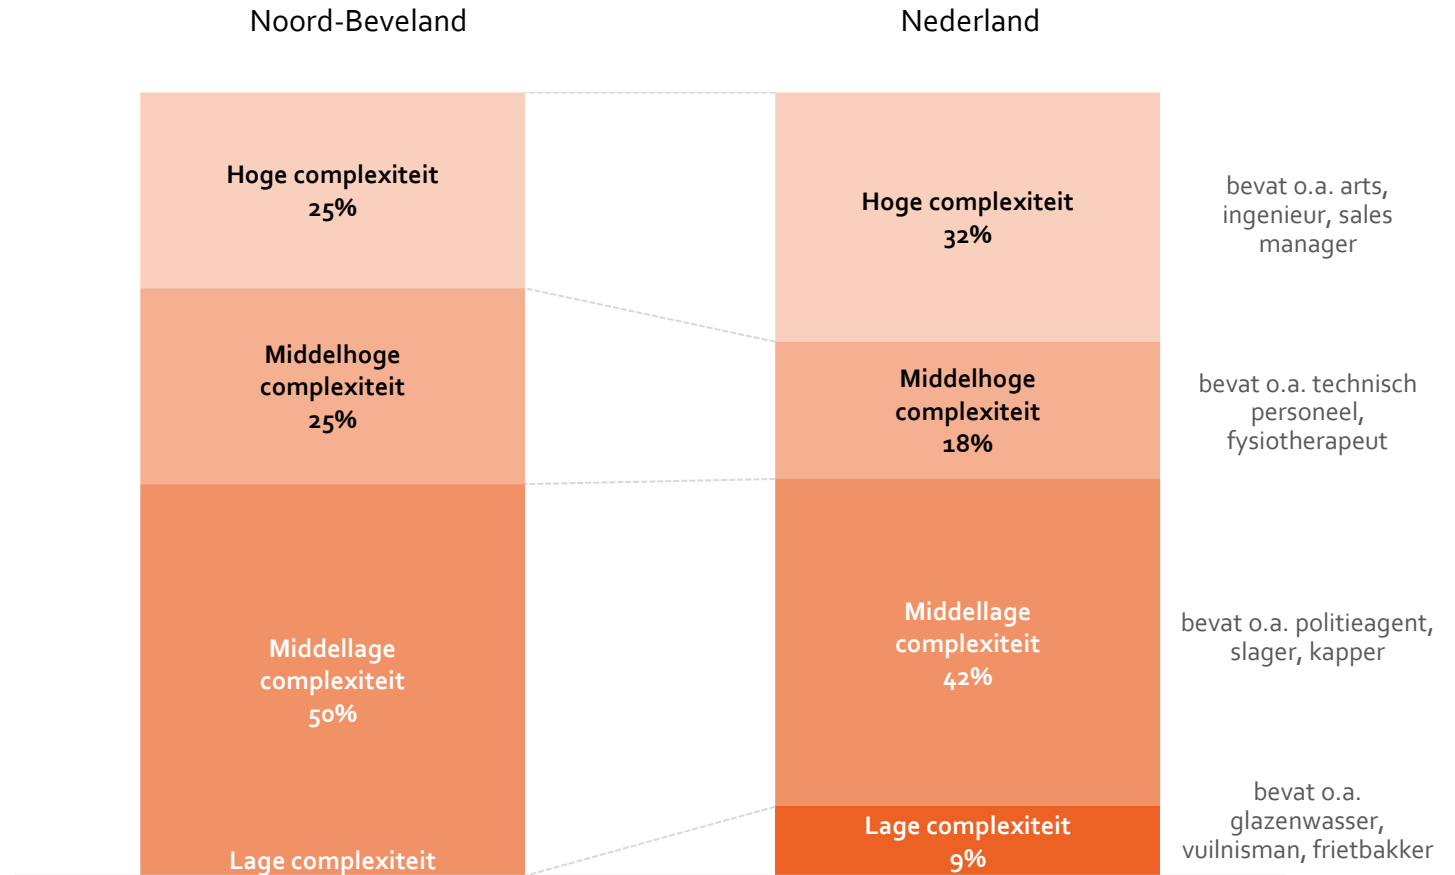 Noord-Beveland
Nederland
Hoge complexiteit
25%
Middelhoge
complexiteit
25%
Middellage
complexiteit
50%
Lage complexiteit
Hoge complexiteit
32%
Middelhoge
complexiteit
18%
Middellage
complexiteit
42%
Lage complexiteit
9%
bevat o.a. arts,
ingenieur, sales
manager
bevat o.a. technisch
personeel,
fysiotherapeut
bevat o.a. politieagent,
slager, kapper
bevat o.a.
glazenwasser,
vuilnisman, frietbakker